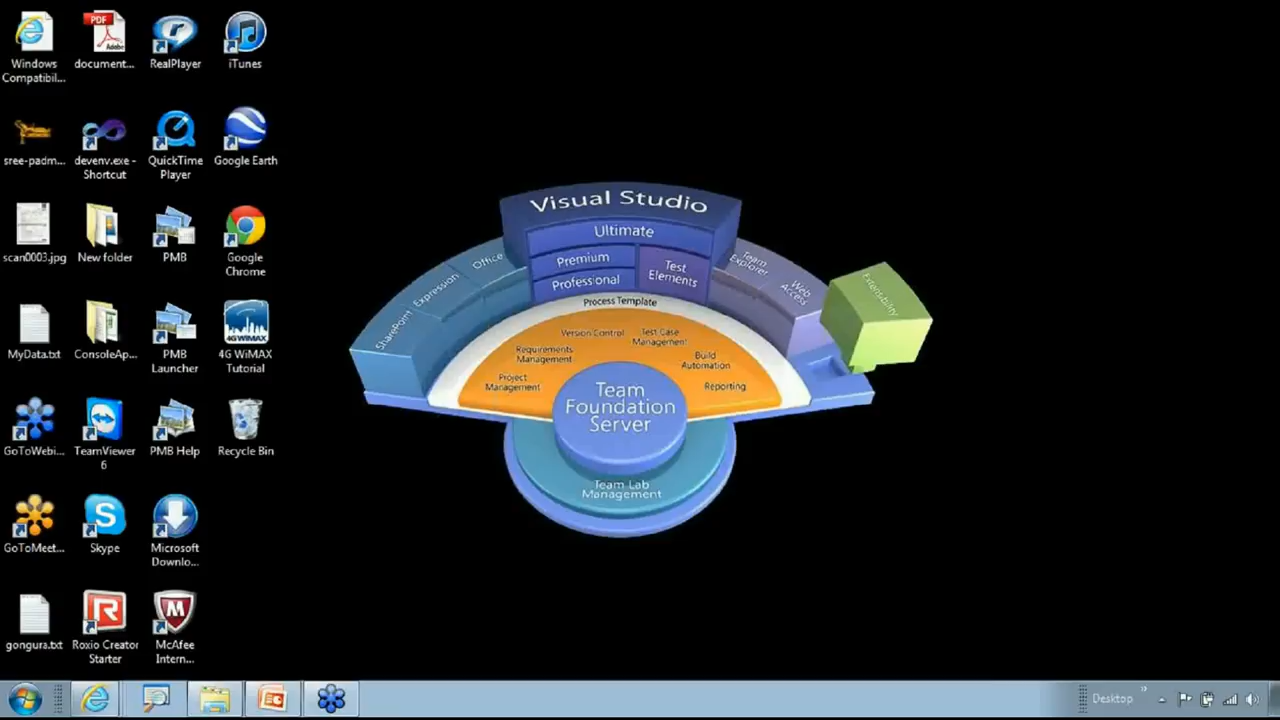 Windows
Compatibil...
document...
RealPlayer
iTunes
sree-padm...
devenv.exe -
Shortcut
QuickTime
Player
Google Earth
scan0003.jpg
New folder
PMB
Google
Chrome
MyData.txt
ConsoleAp...
PMB
Launcher
4G WiMAX
Tutorial
GoToWebi...
TeamViewer
6
PMB Help
Recycle Bin
GoToMeet...
Skype
Microsoft
Downlo...
gongura.txt
Roxio Creator
Starter
McAfee
Intern...
PDF
Adobe
4G WiMAX
Visual Studio
Ultimate
Premium
Professional
Test
Elements
SharePoint
Expression
Office
Team
Explorer
Web
Access
Extensibility
Process Template
Version Control
Test Case
Management
Requirements
Management
Build
Automation
Project
Management
Reporting
Team
Foundation
Server
Team Lab
Management
Desktop